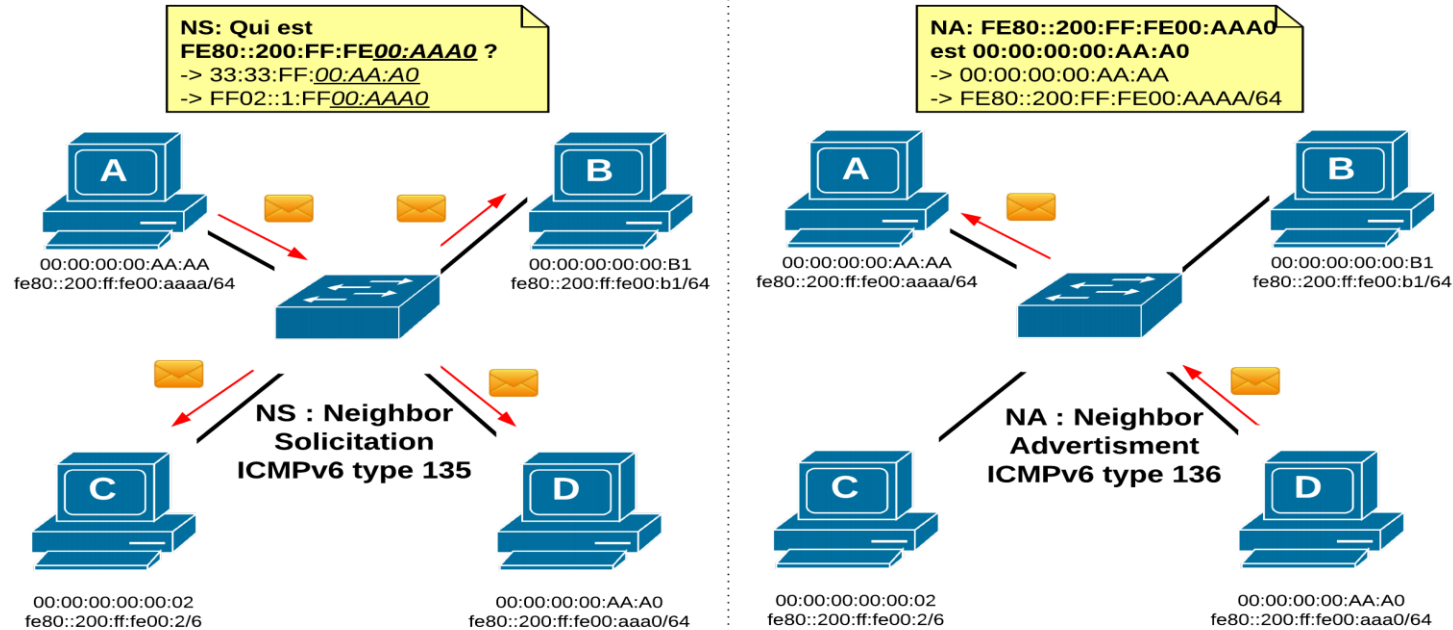 NS: Qui est
FE80::200:FF:FE00:AAA0 ?
-> 33:33:FF:00:AA:A0
-> FF02::1:FF00:AAA0
A
B
00:00:00:00:AA:AA
fe80::200:ff:fe00:aaaa/64
00:00:00:00:00:B1
fe80::200:ff:fe00:b1/64
NS : Neighbor
Solicitation
ICMPv6 type 135
C
D
00:00:00:00:00:02
fe80::200:ff:fe00:2/6
00:00:00:00:AA:A0
fe80::200:ff:fe00:aaa0/64
NA: FE80::200:FF:FE00:AAA0
est 00:00:00:00:AA:A0
-> 00:00:00:00:AA:AA
-> FE80::200:FF:FE00:AAAA/64
A
B
00:00:00:00:AA:AA
fe80::200:ff:fe00:aaaa/64
00:00:00:00:00:B1
fe80::200:ff:fe00:b1/64
NA : Neighbor
Advertisment
ICMPv6 type 136
C
D
00:00:00:00:00:02
fe80::200:ff:fe00:2/6
00:00:00:00:AA:A0
fe80::200:ff:fe00:aaa0/64